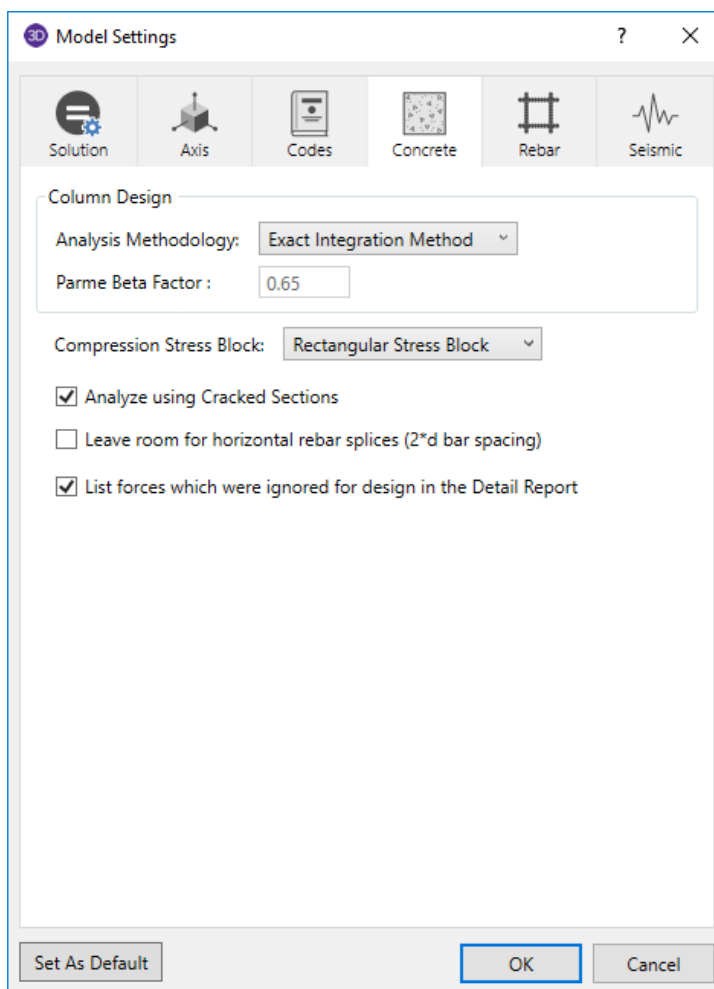 3D Model Settings ? ×
Solution Axis Codes Concrete Rebar Seismic
Column Design
Analysis Methodology: Exact Integration Method
Parme Beta Factor : 0.65
Compression Stress Block: Rectangular Stress Block
Analyze using Cracked Sections
Leave room for horizontal rebar splices (2*d bar spacing)
List forces which were ignored for design in the Detail Report
Set As Default OK Cancel